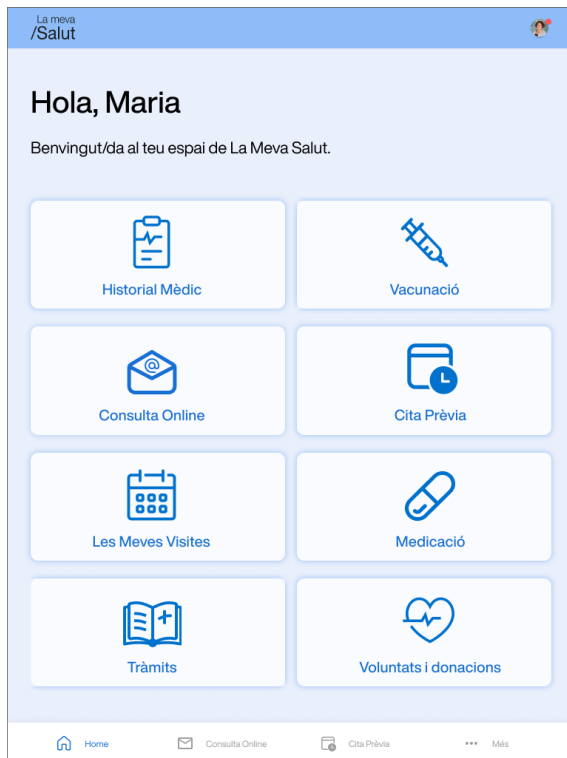 La meva
/Salut
Hola, Maria
Benvingut/da al teu espai de La Meva Salut.
Historial Mèdic
Vacunació
@
Consulta Online
Cita Prèvia
Les Meves Visites
Medicació
Tràmits
Voluntats i donacions
Home
Consulta Online
Cita Prèvia
Més